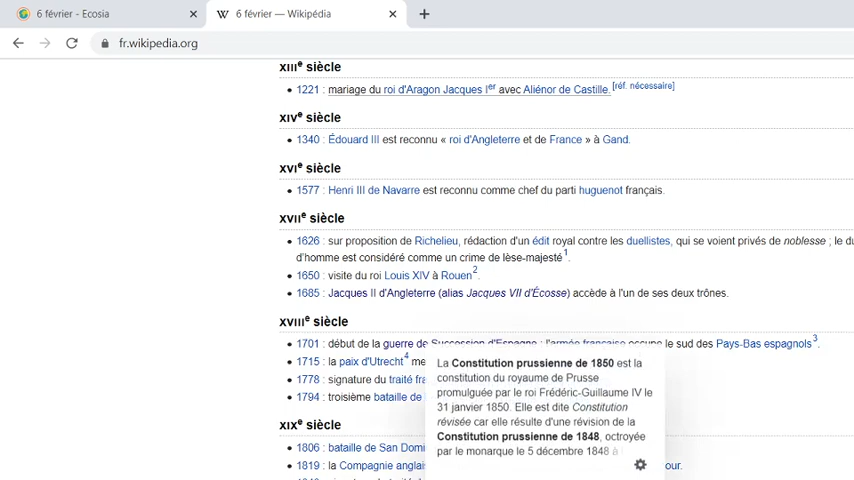 6 février - Ecosia
6 février — Wikipédia
fr.wikipedia.org
XIIIe siècle
1221 : mariage du roi d'Aragon Jacques Ier avec Aliénor de Castille.[réf. nécessaire]
XIVe siècle
1340 : Édouard III est reconnu « roi d'Angleterre et de France » à Gand.
XVIe siècle
1577 : Henri III de Navarre est reconnu comme chef du parti huguenot français.
XVIIe siècle
1626 : sur proposition de Richelieu, rédaction d'un édit royal contre les duellistes, qui se voient privés de noblesse ; le
d'homme est considéré comme un crime de lèse-majesté1.
1650 : visite du roi Louis XIV à Rouen2.
1685 : Jacques II d'Angleterre (alias Jacques VII d'Écosse) accède à l'un de ses deux trônes.
XVIIIe siècle
1701 : début de la guerre de Succession d'Espagne : l'armée française occupe le sud des Pays-Bas espagnols3.
1715 : la paix d'Utrecht4 me
1778 : signature du traité fra
1794 : troisième bataille de
XIXe siècle
1806 : bataille de San Domi
1819 : la Compagnie anglais
our.
La Constitution prussienne de 1850 est la
constitution du royaume de Prusse
promulguée par le roi Frédéric-Guillaume IV le
31 janvier 1850. Elle est dite Constitution
révisée car elle résulte d'une révision de la
Constitution prussienne de 1848, octroyée
par le monarque le 5 décembre 1848 à